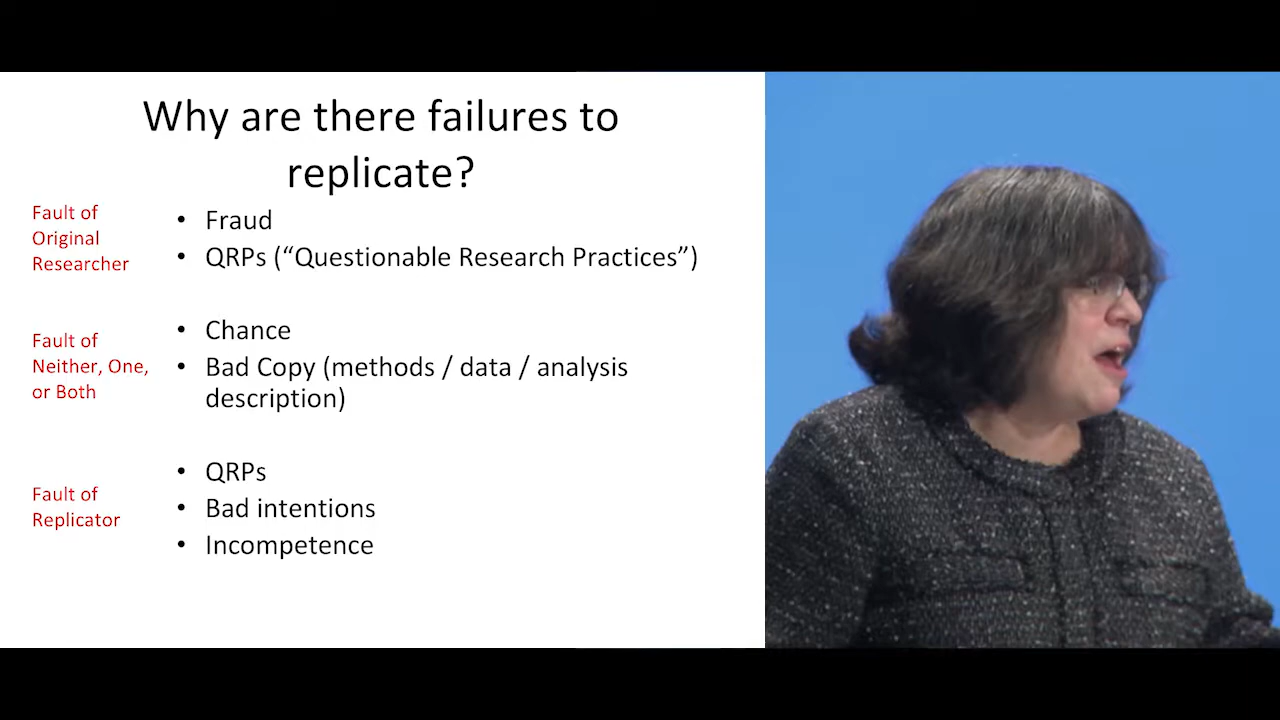 Why are there failures to
replicate?
Fault of
Original
Researcher
• Fraud
• QRPs (“Questionable Research Practices”)
Fault of
Neither, One,
or Both
• Chance
• Bad Copy (methods / data / analysis
description)
Fault of
Replicator
• QRPs
• Bad intentions
• Incompetence